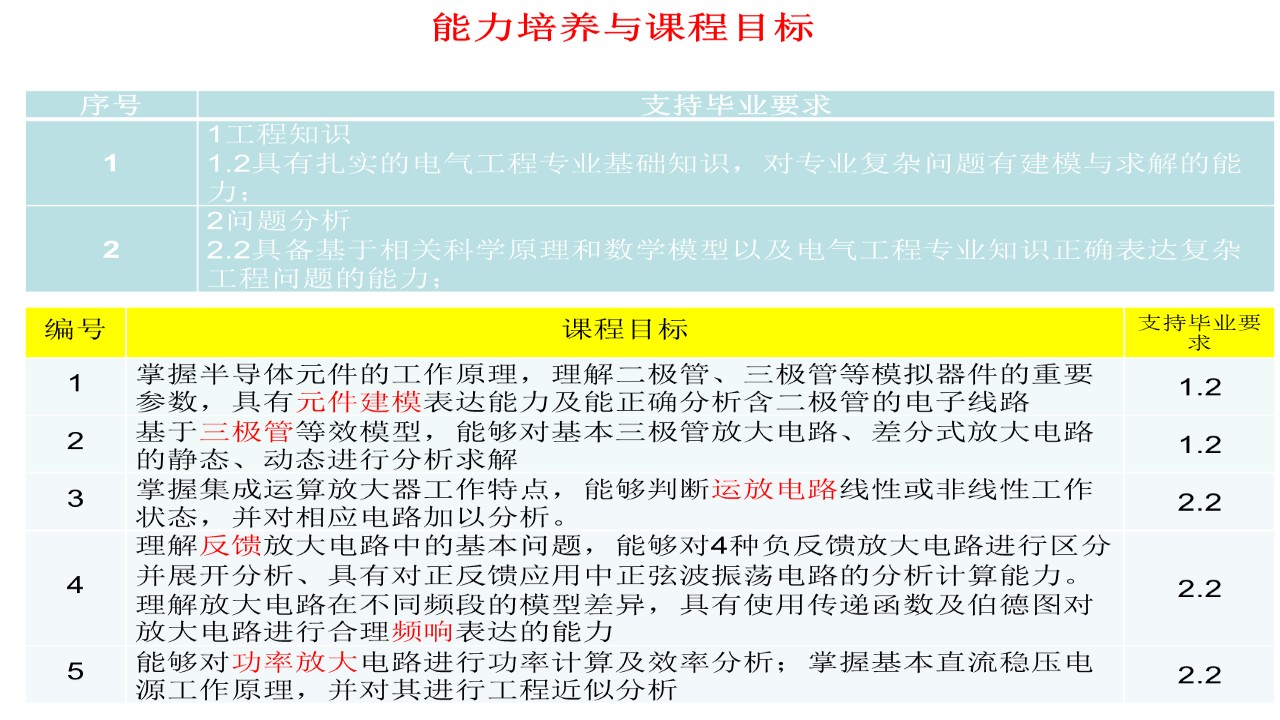 能力培养与课程目标
序号 支持毕业要求
1工程知识
1 1.2具有扎实的电气工程专业基础知识，对专业复杂问题有建模与求解的能
力；
2问题分析
2 2.2具备基于相关科学原理和数学模型以及电气工程专业知识正确表达复杂
工程问题的能力；
编号 课程目标 支持毕业要
求
1 掌握半导体元件的工作原理，理解二极管、三极管等模拟器件的重要
参数，具有元件建模表达能力及能正确分析含二极管的电子线路 1.2
2 基于三极管等效模型，能够对基本三极管放大电路、差分式放大电路
的静态、动态进行分析求解 1.2
3 掌握集成运算放大器工作特点，能够判断运放电路线性或非线性工作
状态，并对相应电路加以分析。 2.2
理解反馈放大电路中的基本问题，能够对4种负反馈放大电路进行区分
4 并展开分析、具有对正反馈应用中正弦波振荡电路的分析计算能力。 2.2
理解放大电路在不同频段的模型差异，具有使用传递函数及伯德图对
放大电路进行合理频响表达的能力
5 能够对功率放大电路进行功率计算及效率分析；掌握基本直流稳压电
源工作原理，并对其进行工程近似分析 2.2